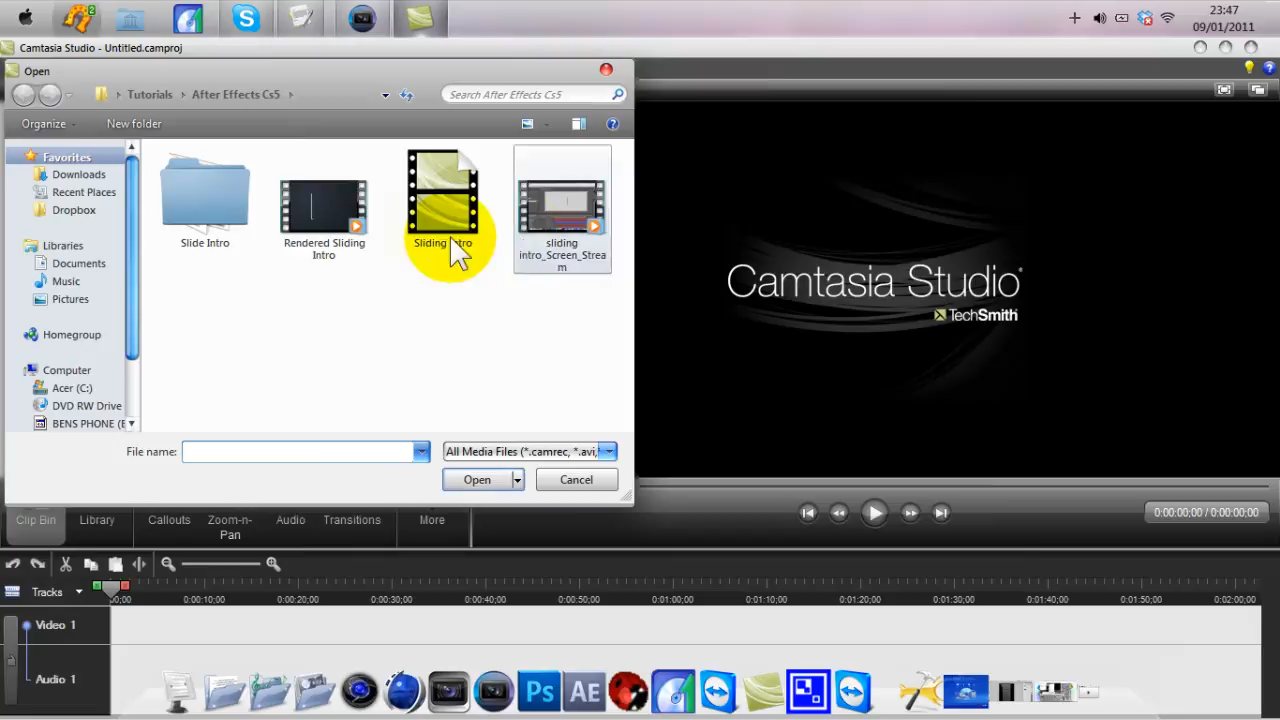 23:47
09/01/2011
2
Camtasia Studio - Untitled.camproj
Open
Tutorials
After Effects Cs5
Search After Effects Cs5
Organize
New folder
Favorites
Downloads
Recent Places
Dropbox
Libraries
Documents
Music
Pictures
Homegroup
Computer
Acer (C:)
DVD RW Drive
BENS PHONE (E
Slide Intro
Rendered Sliding
Intro
sliding
intro_Screen_Strea
m
File name:
All Media Files (*.camrec, *.avi,
Open
Cancel
Camtasia Studio
TechSmith
Clip Bin
Library
Callouts
Zoom-n-
Pan
Audio
Transitions
More
0:00:00;00 / 0:00:00;00
Tracks
0:00:10;00
0:00:20;00
0:00:30;00
0:00:40;00
0:00:50;00
0:01:00;00
0:01:10;00
0:01:20;00
0:01:30;00
0:01:40;00
0:01:50;00
0:02:00;00
Video 1
Audio 1
Ps
AE